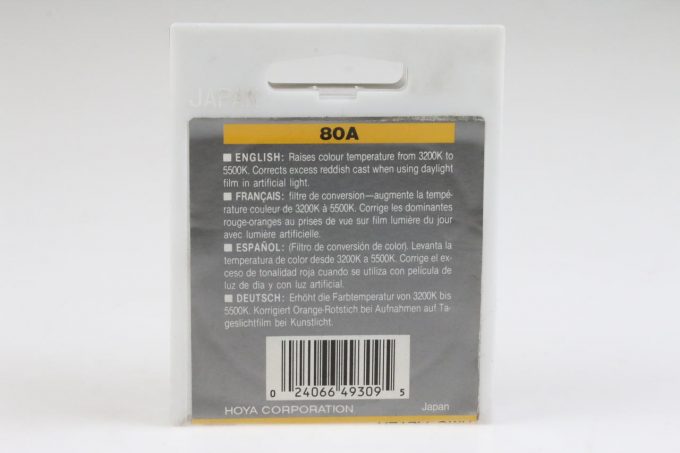 JAPAN
80A
■ ENGLISH: Raises colour temperature from 3200K to
5500K. Corrects excess reddish cast when using daylight
film in artificial light.
■ FRANÇAIS: filtre de conversion—augmente la tempé-
rature couleur de 3200K à 5500K. Corrige les dominantes
rouge-oranges au prises de vue sur film lumière du jour
avec lumière artificielle.
■ ESPAÑOL: (Filtro de conversión de color). Levanta la
temperatura de color desde 3200K a 5500K. Corrige el ex-
ceso de tonalidad roja cuando se utiliza con película de
luz de dia y con luz artificial.
■ DEUTSCH: Erhöht die Farbtemperatur von 3200K bis
5500K. Korrigiert Orange-Rotstich bei Aufnahmen auf Ta-
geslichtfilm bei Kunstlicht.
0 24066 49309 5
HOYA CORPORATION Japan